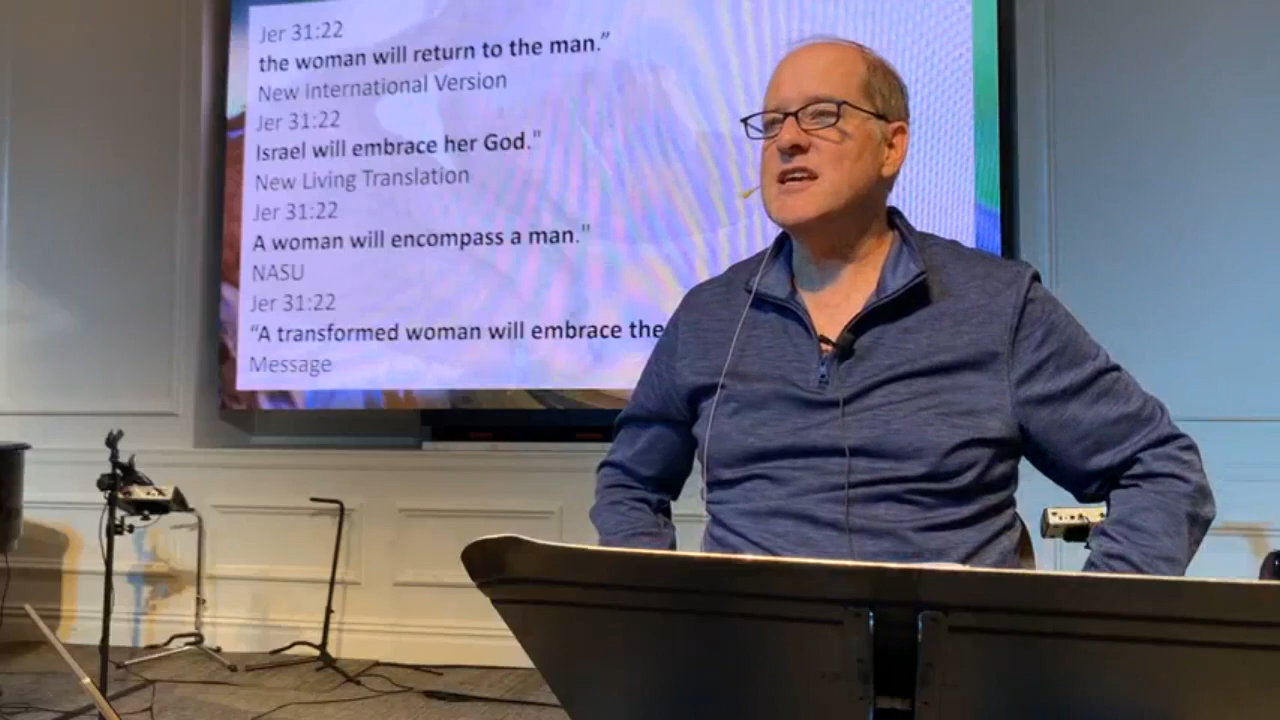 Jer 31:22
the woman will return to the man.”
New International Version
Jer 31:22
Israel will embrace her God."
New Living Translation
Jer 31:22
A woman will encompass a man."
NASU
Jer 31:22
“A transformed woman will embrace the
Message